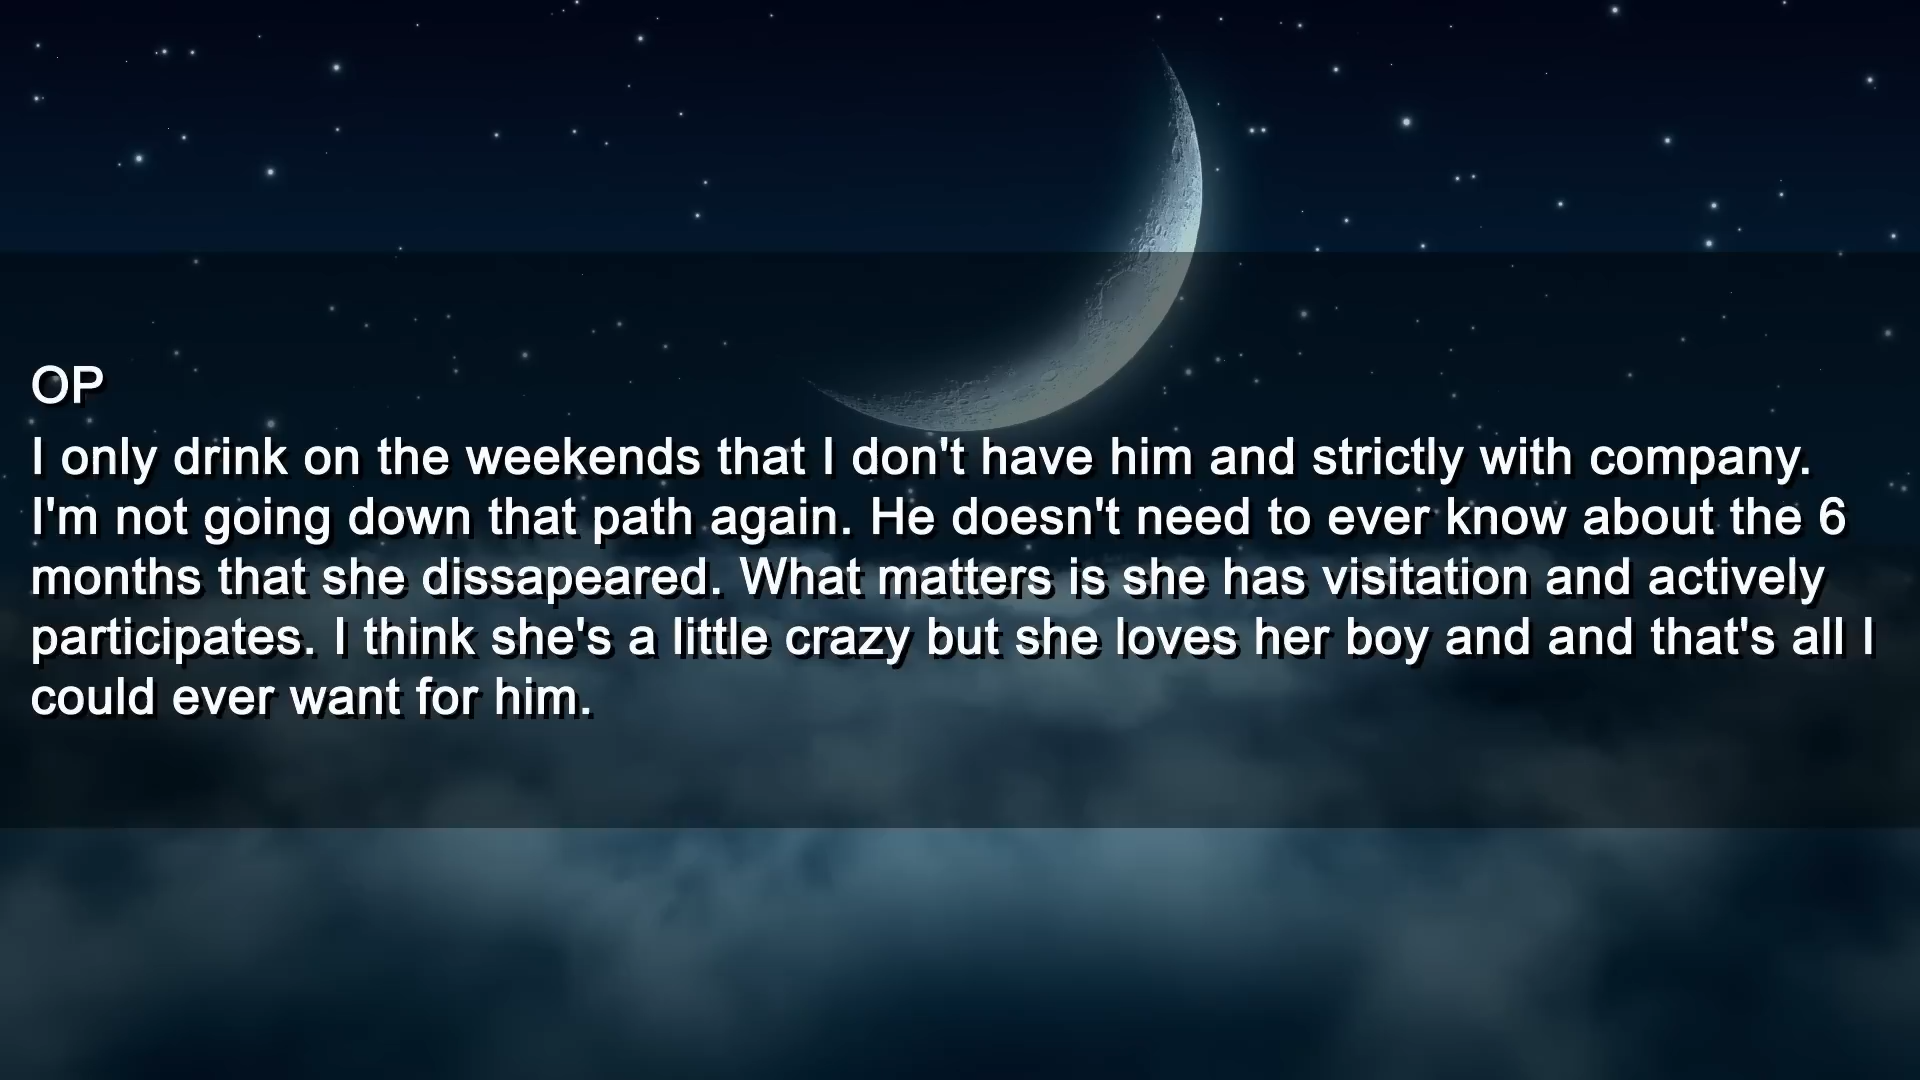 OP
I only drink on the weekends that I don't have him and strictly with company.
I'm not going down that path again. He doesn't need to ever know about the 6
months that she dissapeared. What matters is she has visitation and actively
participates. I think she's a little crazy but she loves her boy and and that's all I
could ever want for him.